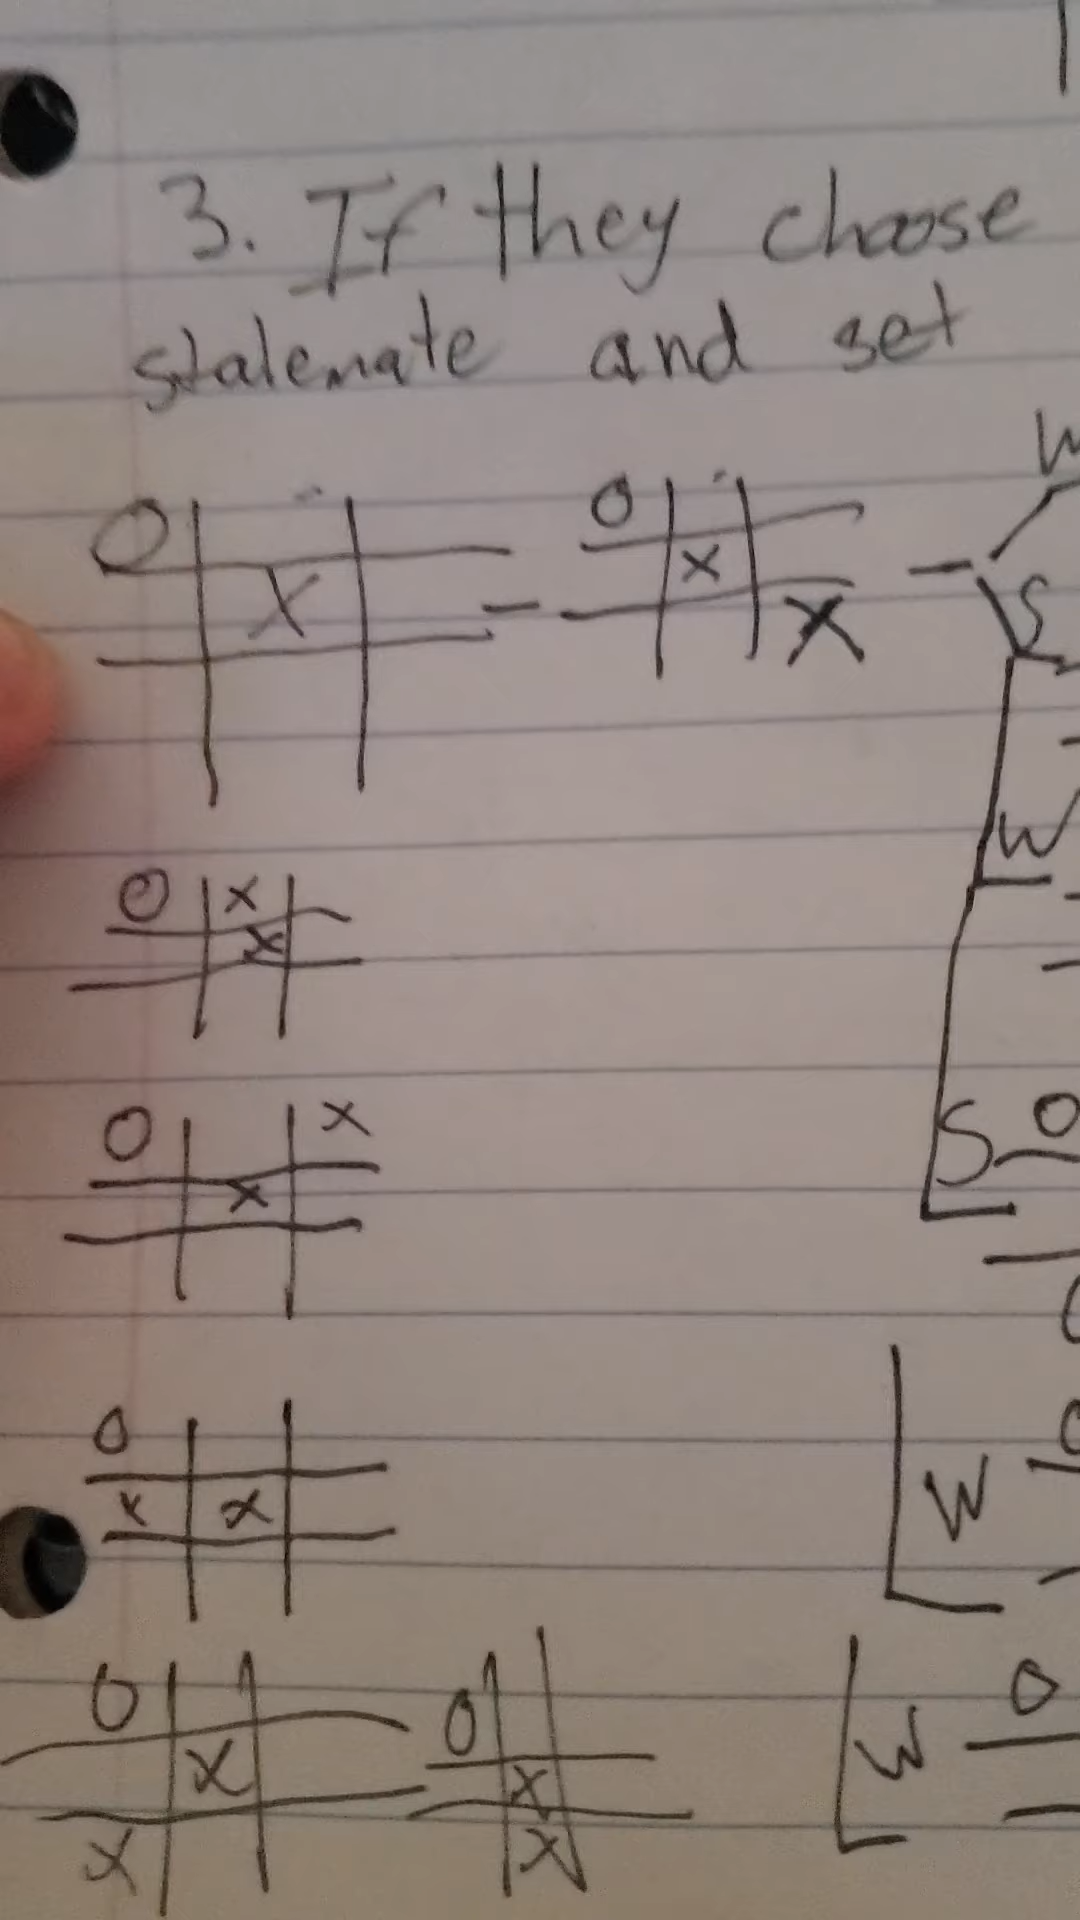 3. If they choose
stalemate and set
O
X
O
X
X
W
S
W
O X
X
O X
X
S O
O
X X
W
O
X
X
O
X
X
W O